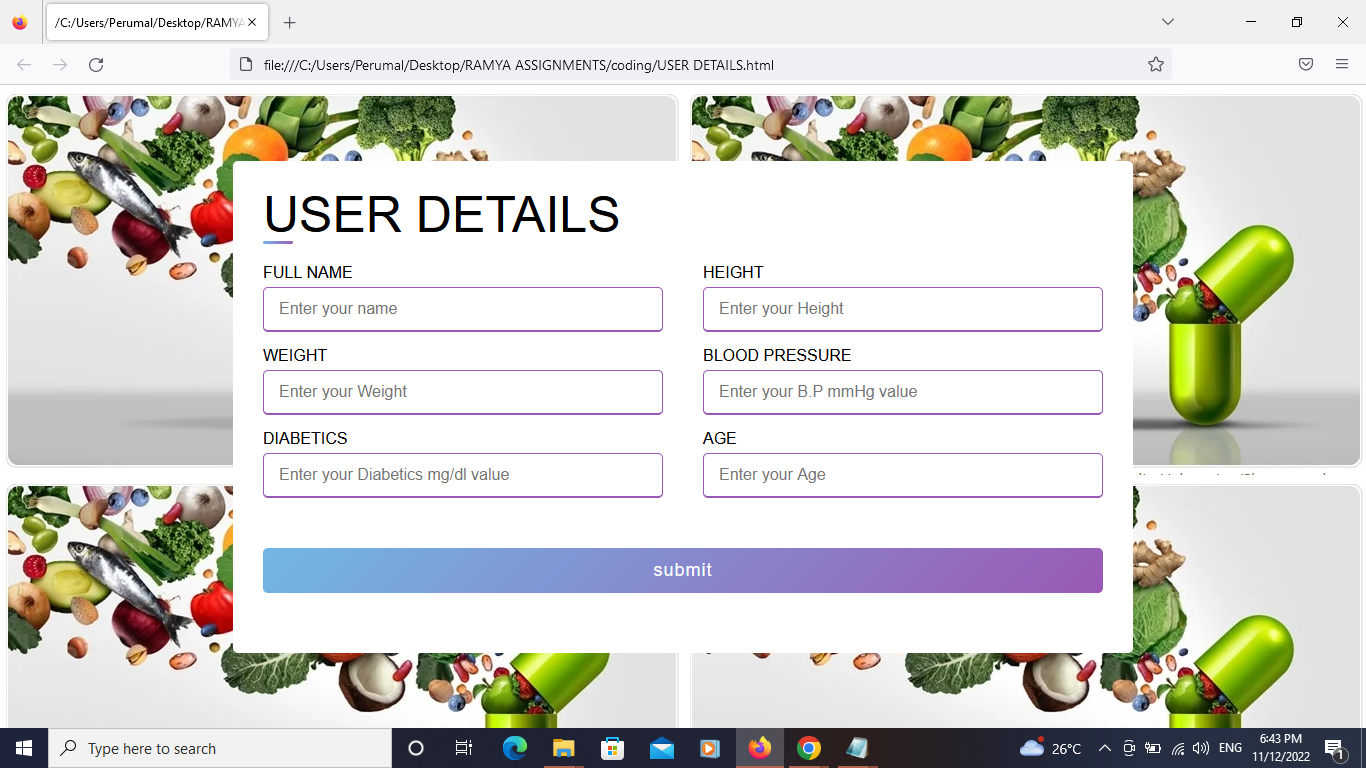 /C:/Users/Perumal/Desktop/RAMYA
file:///C:/Users/Perumal/Desktop/RAMYA ASSIGNMENTS/coding/USER DETAILS.html
USER DETAILS
FULL NAME
HEIGHT
Enter your name
Enter your Height
WEIGHT
BLOOD PRESSURE
Enter your Weight
Enter your B.P mmHg value
DIABETICS
AGE
Enter your Diabetics mg/dl value
Enter your Age
submit
Type here to search
26°C
ENG
6:43 PM
11/12/2022
1